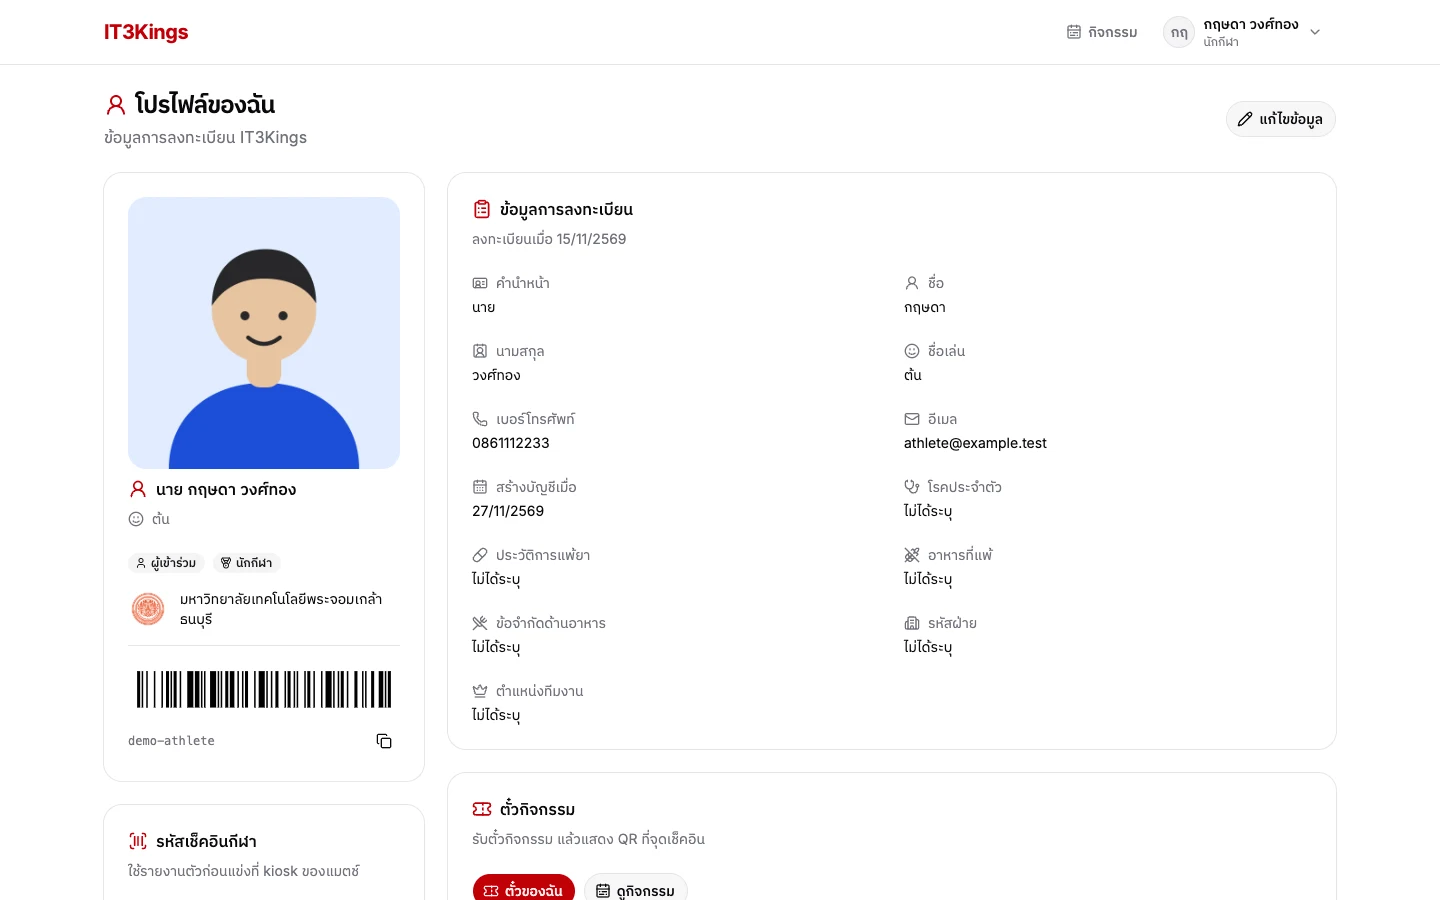 IT3Kings
กิจกรรม
กฤ
กฤษดา วงศ์ทอง
นักกีฬา
โปรไฟล์ของฉัน
ข้อมูลการลงทะเบียน IT3Kings
แก้ไขข้อมูล
นาย กฤษดา วงศ์ทอง
ต้น
ผู้เข้าร่วม
นักกีฬา
มหาวิทยาลัยเทคโนโลยีพระจอมเกล้า
ธนบุรี
demo-athlete
รหัสเช็คอินกีฬา
ใช้รายงานตัวก่อนแข่งที่ kiosk ของแมตช์
ข้อมูลการลงทะเบียน
ลงทะเบียนเมื่อ 15/11/2569
คำนำหน้า
นาย
ชื่อ
กฤษดา
นามสกุล
วงศ์ทอง
ชื่อเล่น
ต้น
เบอร์โทรศัพท์
0861112233
อีเมล
athlete@example.test
สร้างบัญชีเมื่อ
27/11/2569
โรคประจำตัว
ไม่ได้ระบุ
ประวัติการแพ้ยา
ไม่ได้ระบุ
อาหารที่แพ้
ไม่ได้ระบุ
ข้อจำกัดด้านอาหาร
ไม่ได้ระบุ
รหัสฝ่าย
ไม่ได้ระบุ
ตำแหน่งทีมงาน
ไม่ได้ระบุ
ตั๋วกิจกรรม
รับตั๋วกิจกรรม แล้วแสดง QR ที่จุดเช็คอิน
ตั๋วของฉัน
ดูกิจกรรม